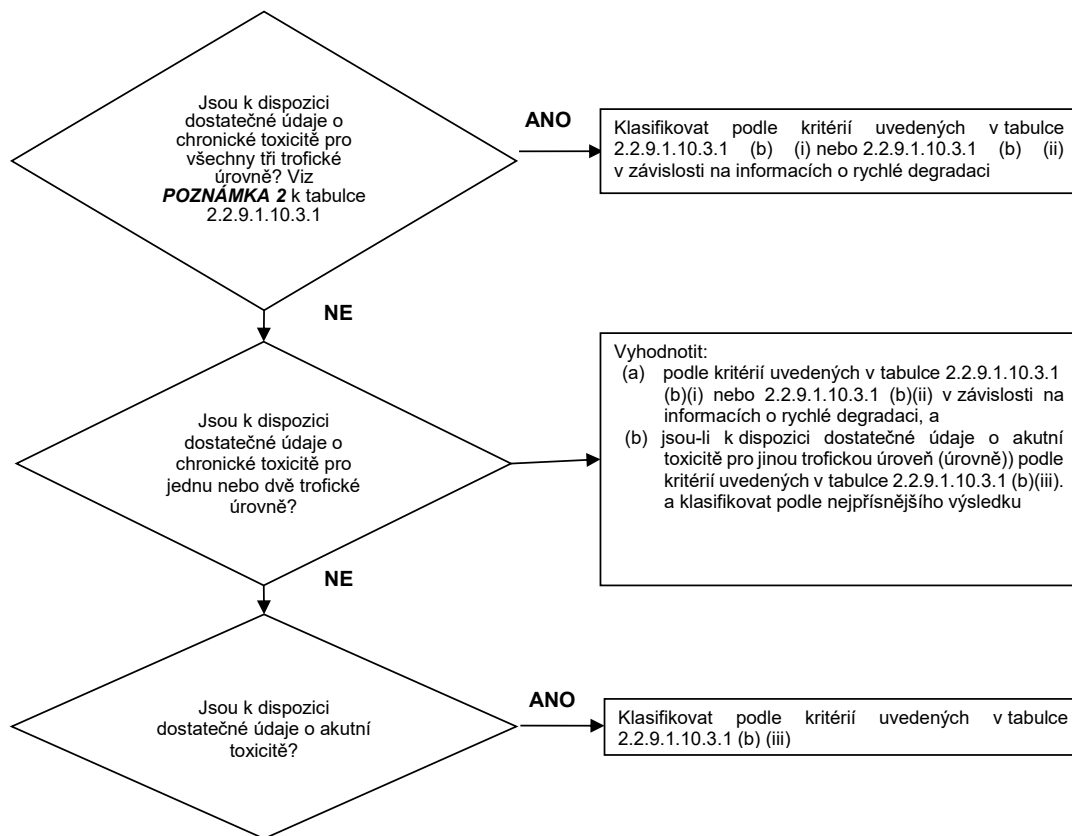 Jsou k dispozici
dostatečné údaje o
chronické toxicitě pro
všechny tři trofické
úrovně? Viz
POZNÁMKA 2 k tabulce
2.2.9.1.10.3.1
ANO
Klasifikovat podle kritérií uvedených v tabulce
2.2.9.1.10.3.1 (b) (i) nebo 2.2.9.1.10.3.1 (b) (ii)
v závislosti na informacích o rychlé degradaci
NE
Jsou k dispozici
dostatečné údaje o
chronické toxicitě pro
jednu nebo dvě trofické
úrovně?
Vyhodnotit:
(a) podle kritérií uvedených v tabulce 2.2.9.1.10.3.1
(b)(i) nebo 2.2.9.1.10.3.1 (b)(ii) v závislosti na
informacích o rychlé degradaci, a
(b) jsou-li k dispozici dostatečné údaje o akutní
toxicitě pro jinou trofickou úroveň (úrovně)) podle
kritérií uvedených v tabulce 2.2.9.1.10.3.1 (b)(iii).
a klasifikovat podle nejpřísnějšího výsledku
NE
Jsou k dispozici
dostatečné údaje o akutní
toxicitě?
ANO
Klasifikovat podle kritérií uvedených v tabulce
2.2.9.1.10.3.1 (b) (iii)